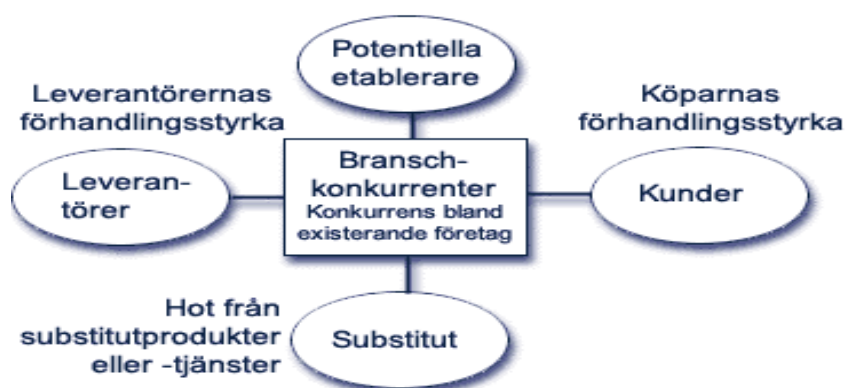 Potentiella
etablerare
Leverantörernas
förhandlingsstyrka
Köparnas
förhandlingsstyrka
Leveran-
törer
Bransch-
konkurrenter
Konkurrens bland
existerande företag
Kunder
Hot från
substitutprodukter
eller -tjänster
Substitut